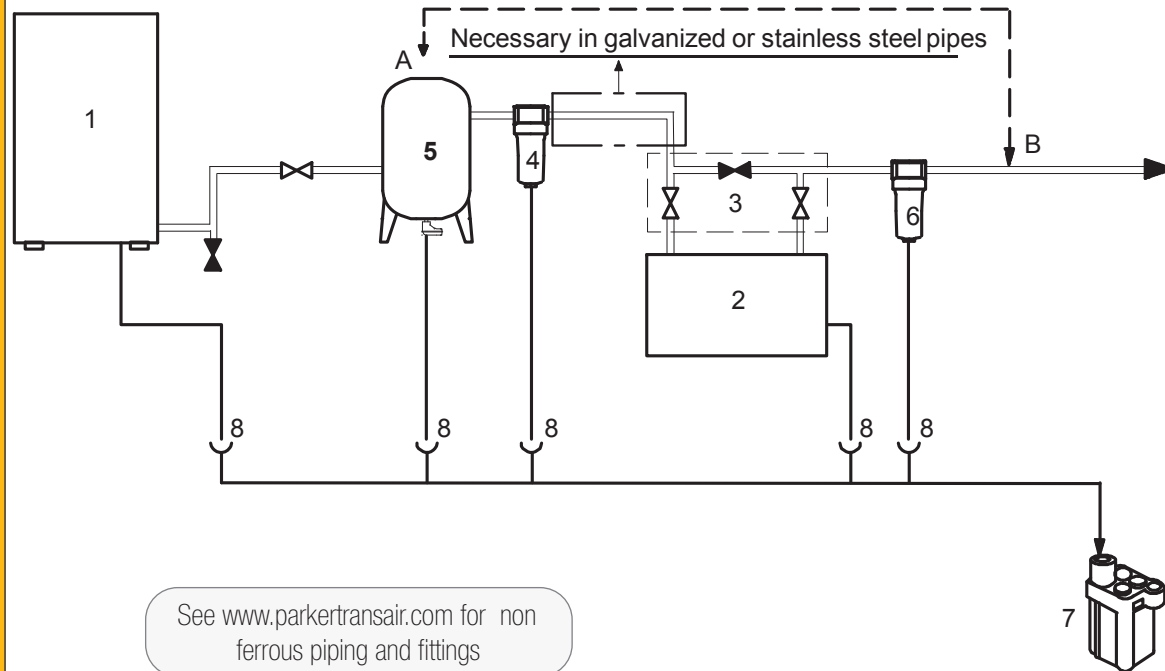 Necessary in galvanized or stainless steel pipes
A
1
5
4
B
3
6
2
8
8
8
8
8
7
See www.parkertransair.com for non
ferrous piping and fittings